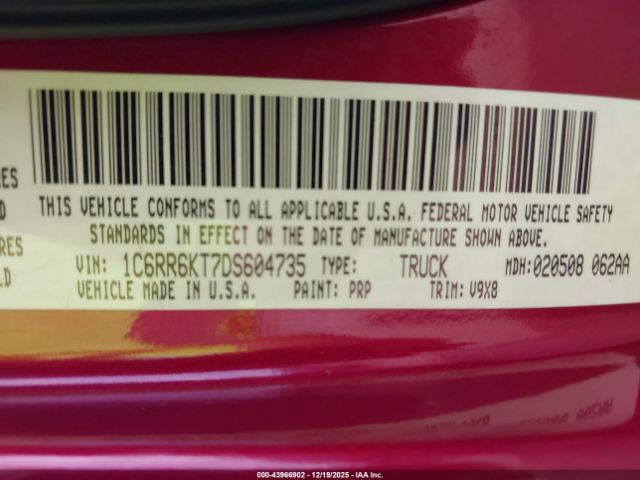 RES
D
RES
D
THIS VEHICLE CONFORMS TO ALL APPLICABLE U.S.A. FEDERAL MOTOR VEHICLE SAFETY
STANDARDS IN EFFECT ON THE DATE OF MANUFACTURE SHOWN ABOVE.
VIN: 1C6RR6KT7DS604735 TYPE: TRUCK MDH:020508 062AA
VEHICLE MADE IN U.S.A. PAINT: PRP TRIM: V9X8
000-43966902 - 12/19/2025 - IAA Inc.